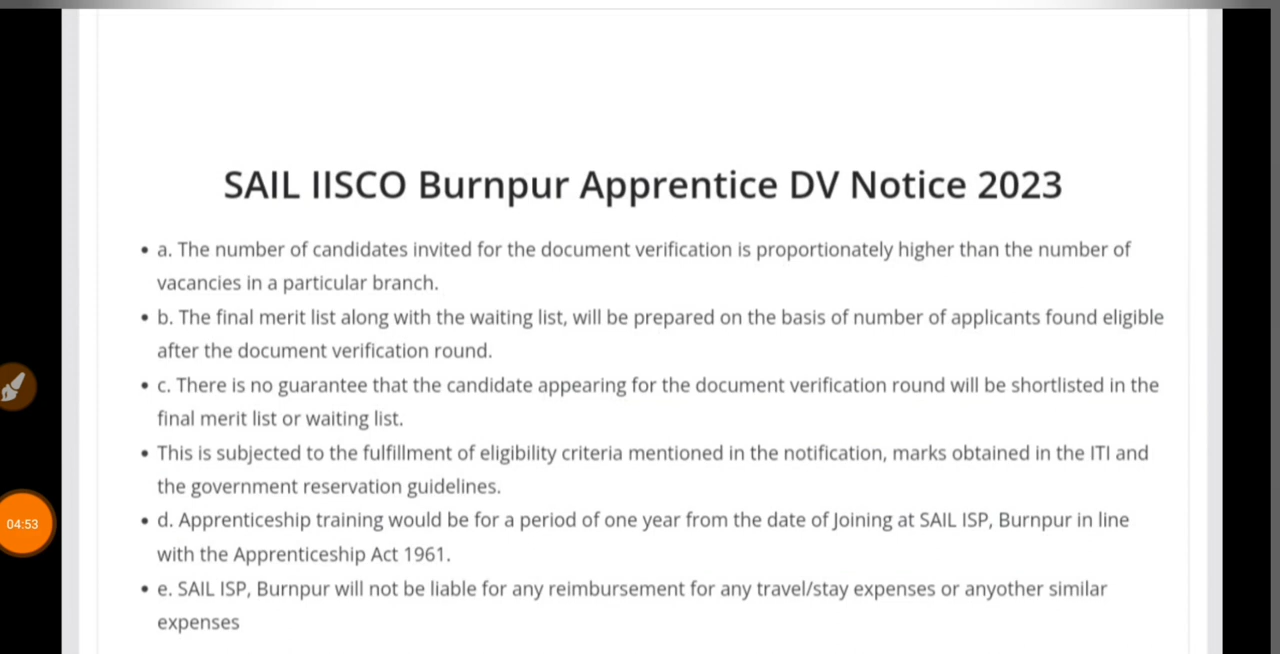 SAIL IISCO Burnpur Apprentice DV Notice 2023
• a. The number of candidates invited for the document verification is proportionately higher than the number of
vacancies in a particular branch.
• b. The final merit list along with the waiting list, will be prepared on the basis of number of applicants found eligible
after the document verification round.
• c. There is no guarantee that the candidate appearing for the document verification round will be shortlisted in the
final merit list or waiting list.
• This is subjected to the fulfillment of eligibility criteria mentioned in the notification, marks obtained in the ITI and
the government reservation guidelines.
04:53
• d. Apprenticeship training would be for a period of one year from the date of Joining at SAIL ISP, Burnpur in line
with the Apprenticeship Act 1961.
• e. SAIL ISP, Burnpur will not be liable for any reimbursement for any travel/stay expenses or anyother similar
expenses